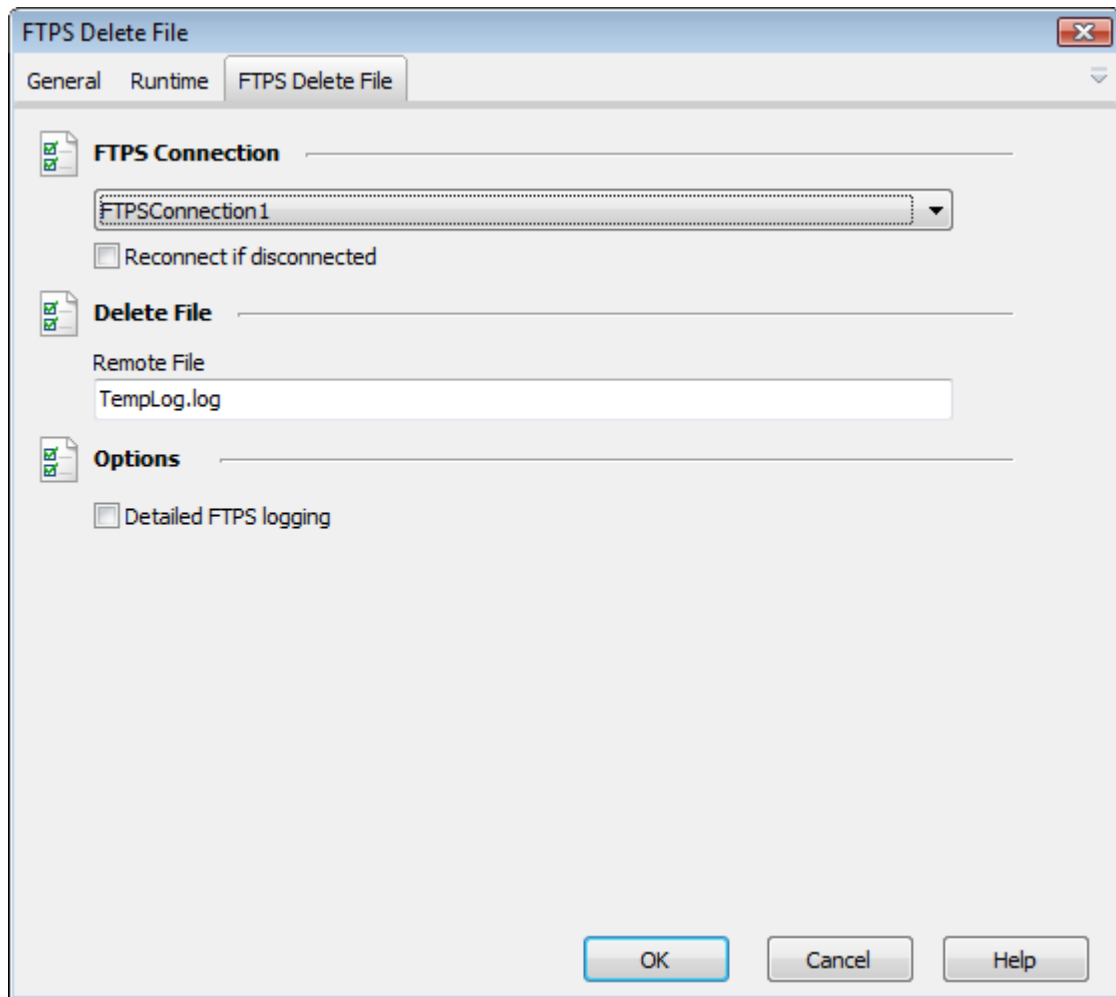 FTPS Delete File
General Runtime FTPS Delete File
FTPS Connection
FTPSConnection1
Reconnect if disconnected
Delete File
Remote File
TempLog.log
Options
Detailed FTPS logging
OK Cancel Help